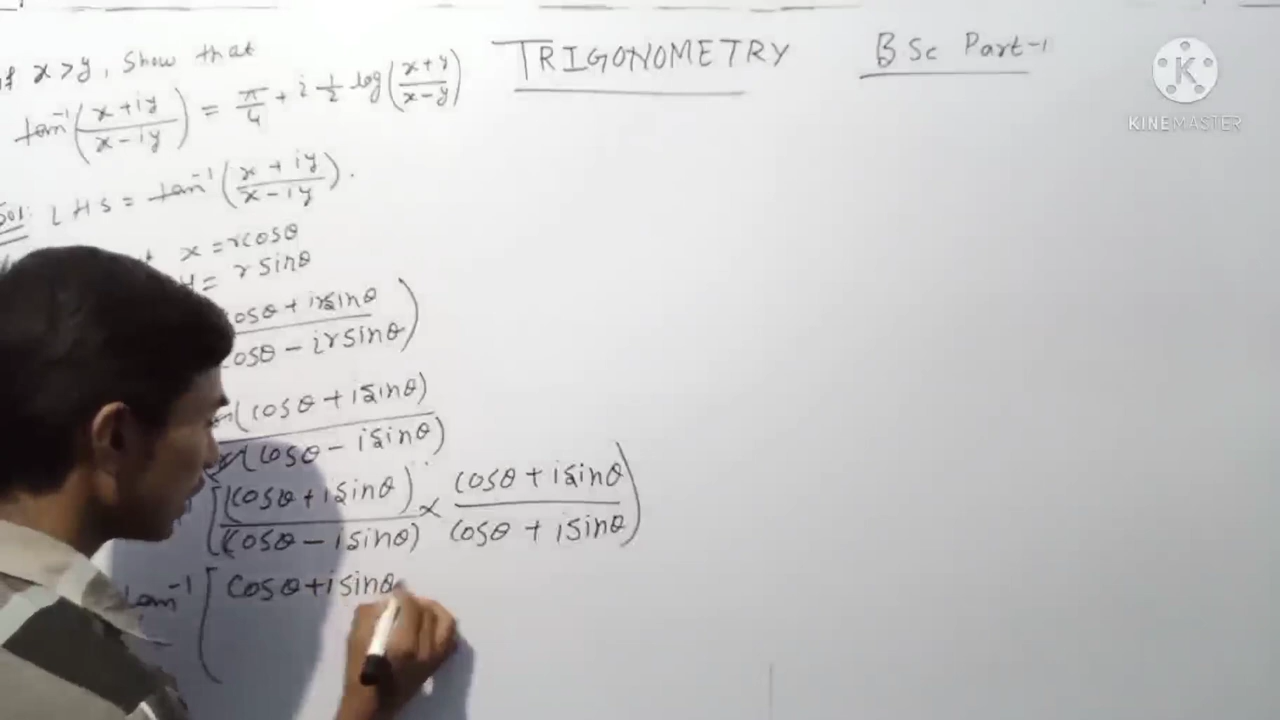 If x>y, Show that
tan⁻¹((x+iy)/(x-iy)) = π/4 + i 1/2 log((x+y)/(x-y))
Sol: LHS = tan⁻¹((x+iy)/(x-iy)).
x = rcosθ
y = r sinθ
cosθ + irsinθ)
cosθ - irsinθ)
(cosθ + isinθ)
(cosθ - isinθ)
[(cosθ+isinθ)/(cosθ - isinθ) × (cosθ + isinθ)/(cosθ + isinθ))
tan⁻¹[cosθ+isinθ
TRIGONOMETRY
BSc Part-1
KINEMASTER